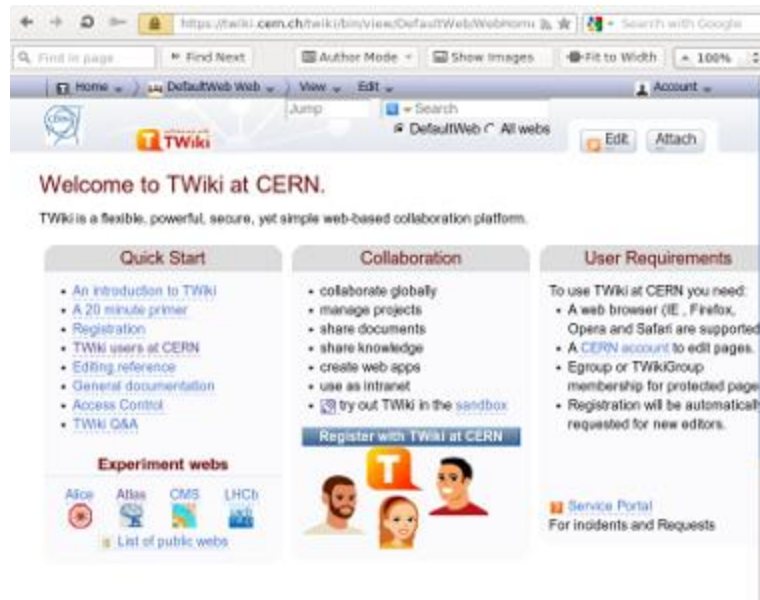 https://twiki.cern.ch/twiki/bin/view/DefaultWeb/WebHome Search with Google
Find in page Find Next Author Mode Show Images Fit to Width 100%
Home DefaultWeb Web View Edit Account
Jump Search
DefaultWeb All webs
TWiki
Edit Attach
Welcome to TWiki at CERN.
TWiki is a flexible, powerful, secure, yet simple web-based collaboration platform.
Quick Start
• An introduction to TWiki
• A 20 minute primer
• Registration
• TWiki users at CERN
• Editing reference
• General documentation
• Access Control
• TWiki Q&A
Experiment webs
Alice Atlas CMS LHCb
List of public webs
Collaboration
• collaborate globally
• manage projects
• share documents
• share knowledge
• create web apps
• use as intranet
• try out TWiki in the sandbox
Register with TWiki at CERN
T
User Requirements
To use TWiki at CERN you need:
• A web browser (IE , Firefox,
Opera and Safari are supported
• A CERN account to edit pages.
• Egroup or TWikiGroup
membership for protected page
• Registration will be automatically
requested for new editors.
Service Portal
For incidents and Requests